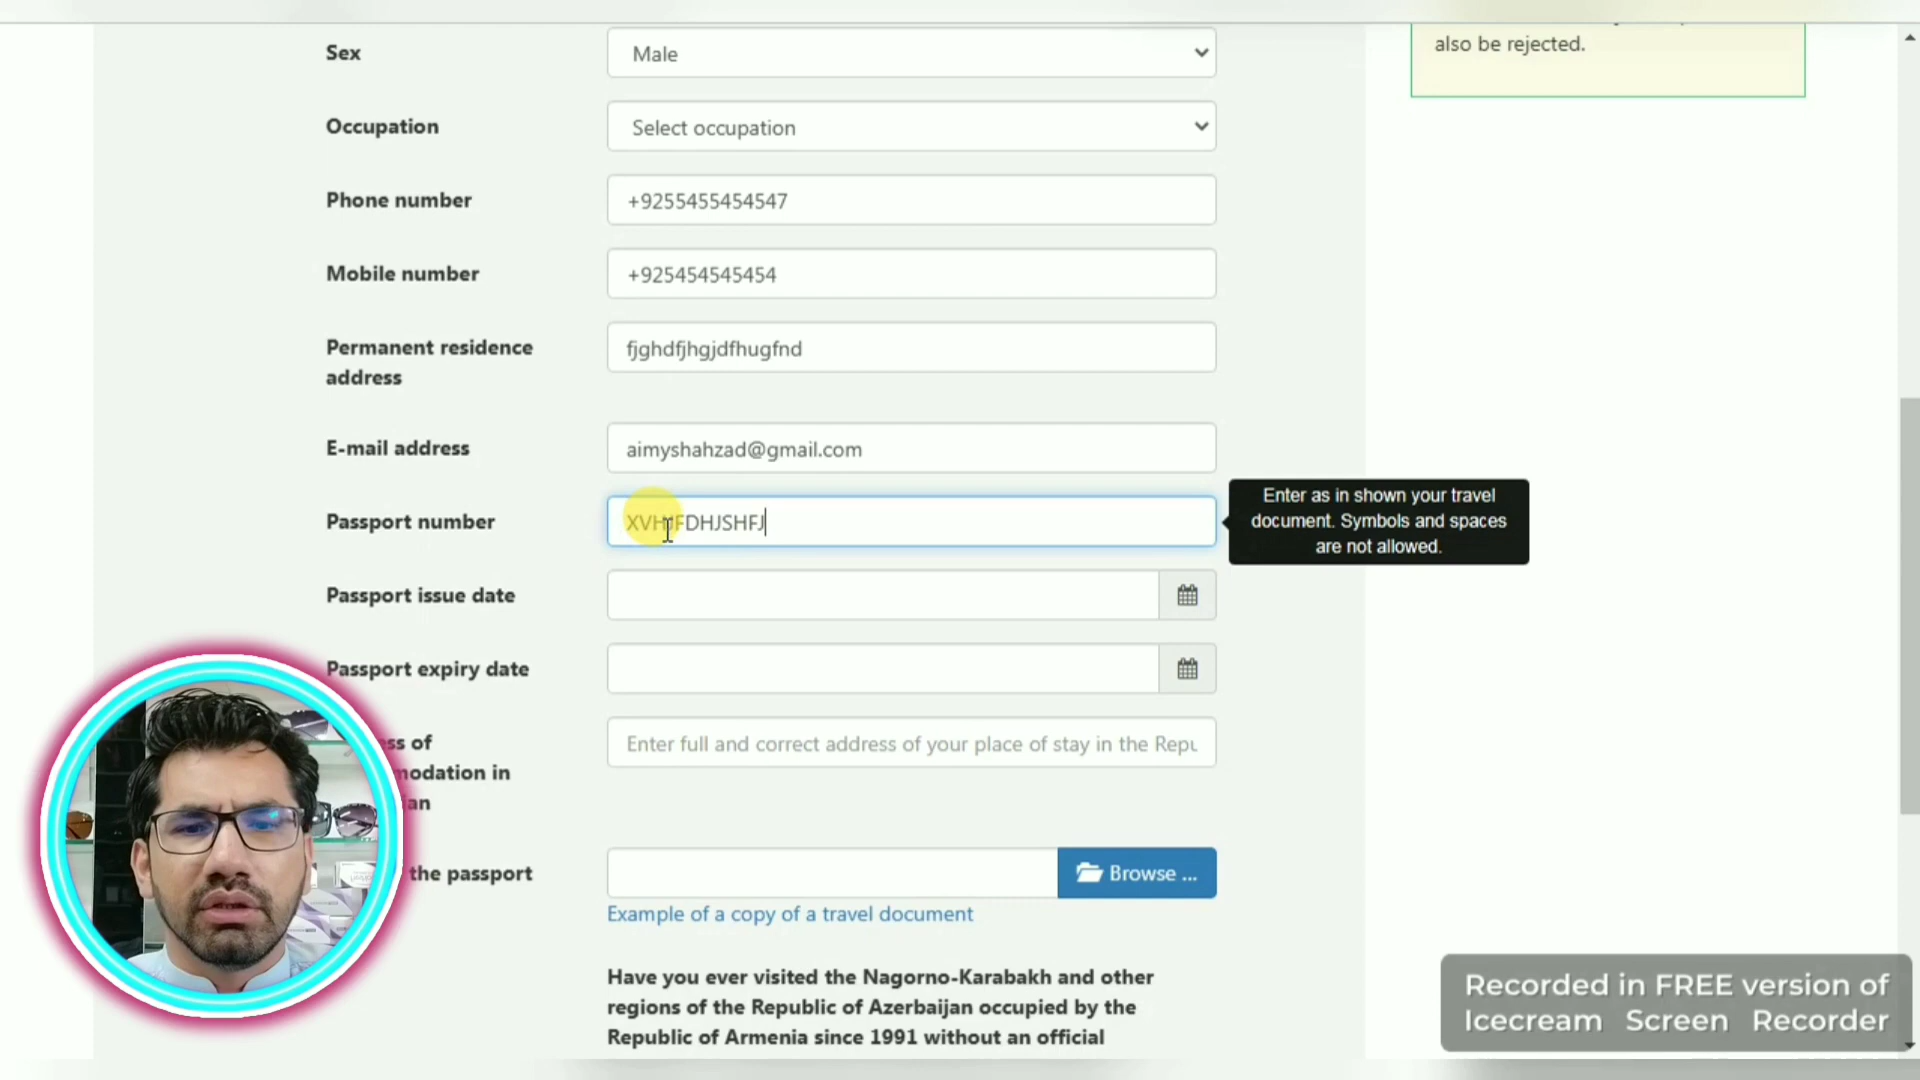 also be rejected.
Sex
Male
Occupation
Select occupation
Phone number
+9255455454547
Mobile number
+925454545454
Permanent residence
address
fjghdfjhgjdfhugfnd
E-mail address
aimyshahzad@gmail.com
Passport number
Enter as in shown your travel
document. Symbols and spaces
are not allowed.
Passport issue date
Passport expiry date
ss of
modation in
an
Enter full and correct address of your place of stay in the Repu
the passport
Browse ...
Example of a copy of a travel document
Have you ever visited the Nagorno-Karabakh and other
regions of the Republic of Azerbaijan occupied by the
Republic of Armenia since 1991 without an official
Recorded in FREE version of
Icecream Screen Recorder